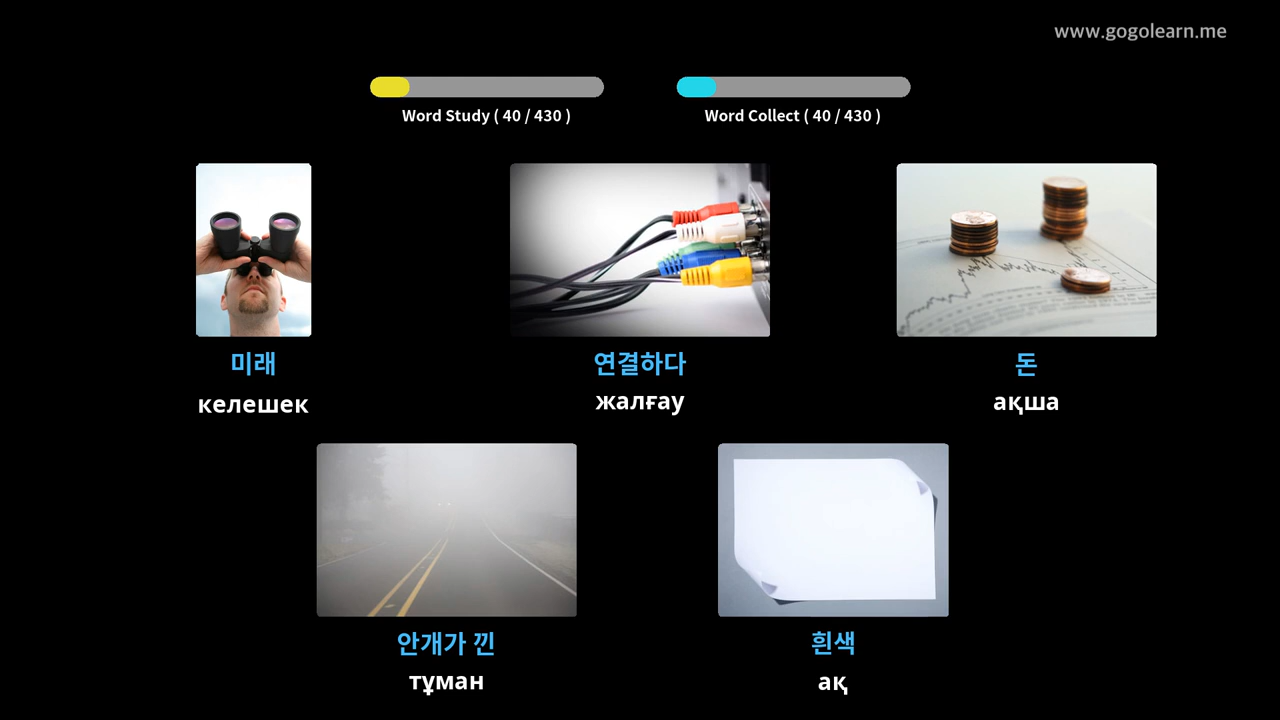 www.gogolearn.me
Word Study ( 40 / 430 )
Word Collect ( 40 / 430 )
미래
келешек
연결하다
жалғау
돈
ақша
안개가 낀
тұман
흰색
ақ